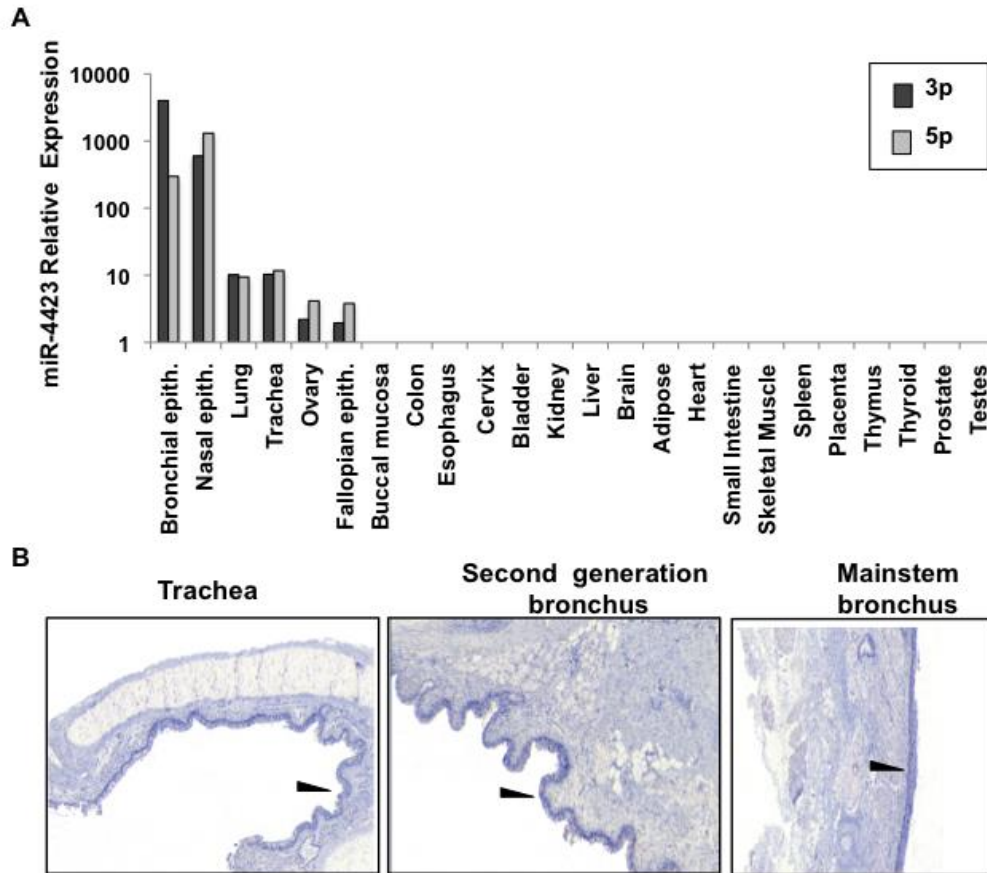 A
miR-4423 Relative Expression
10000
1000
100
10
1
3p
5p
Bronchial epith.
Nasal epith.
Lung
Trachea
Ovary
Fallopian epith.
Buccal mucosa
Colon
Esophagus
Cervix
Bladder
Kidney
Liver
Brain
Adipose
Heart
Small Intestine
Skeletal Muscle
Spleen
Placenta
Thymus
Thyroid
Prostate
Testes
B
Trachea
Second generation
bronchus
Mainstem
bronchus